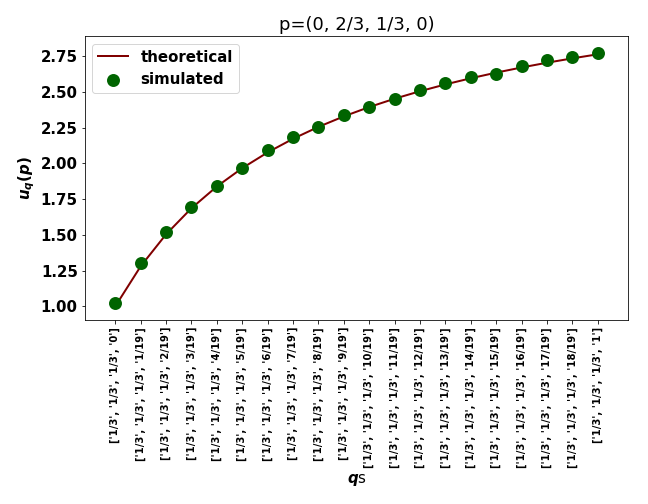 p=(0, 2/3, 1/3, 0)
theoretical
simulated
2.75
2.50
2.25
2.00
1.75
1.50
1.25
1.00
u_q(p)
['1/3', '1/3', '1/3', '0']
['1/3', '1/3', '1/3', '1/19']
['1/3', '1/3', '1/3', '2/19']
['1/3', '1/3', '1/3', '3/19']
['1/3', '1/3', '1/3', '4/19']
['1/3', '1/3', '1/3', '5/19']
['1/3', '1/3', '1/3', '6/19']
['1/3', '1/3', '1/3', '7/19']
['1/3', '1/3', '1/3', '8/19']
['1/3', '1/3', '1/3', '9/19']
['1/3', '1/3', '1/3', '10/19']
['1/3', '1/3', '1/3', '11/19']
['1/3', '1/3', '1/3', '12/19']
['1/3', '1/3', '1/3', '13/19']
['1/3', '1/3', '1/3', '14/19']
['1/3', '1/3', '1/3', '15/19']
['1/3', '1/3', '1/3', '16/19']
['1/3', '1/3', '1/3', '17/19']
['1/3', '1/3', '1/3', '18/19']
['1/3', '1/3', '1/3', '1']
qs